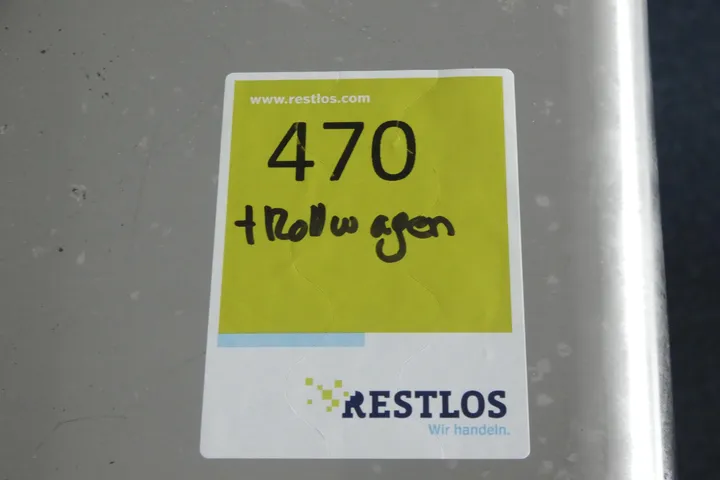 www.restlos.com
470
+ Rollwagen
RESTLOS
Wir handeln.